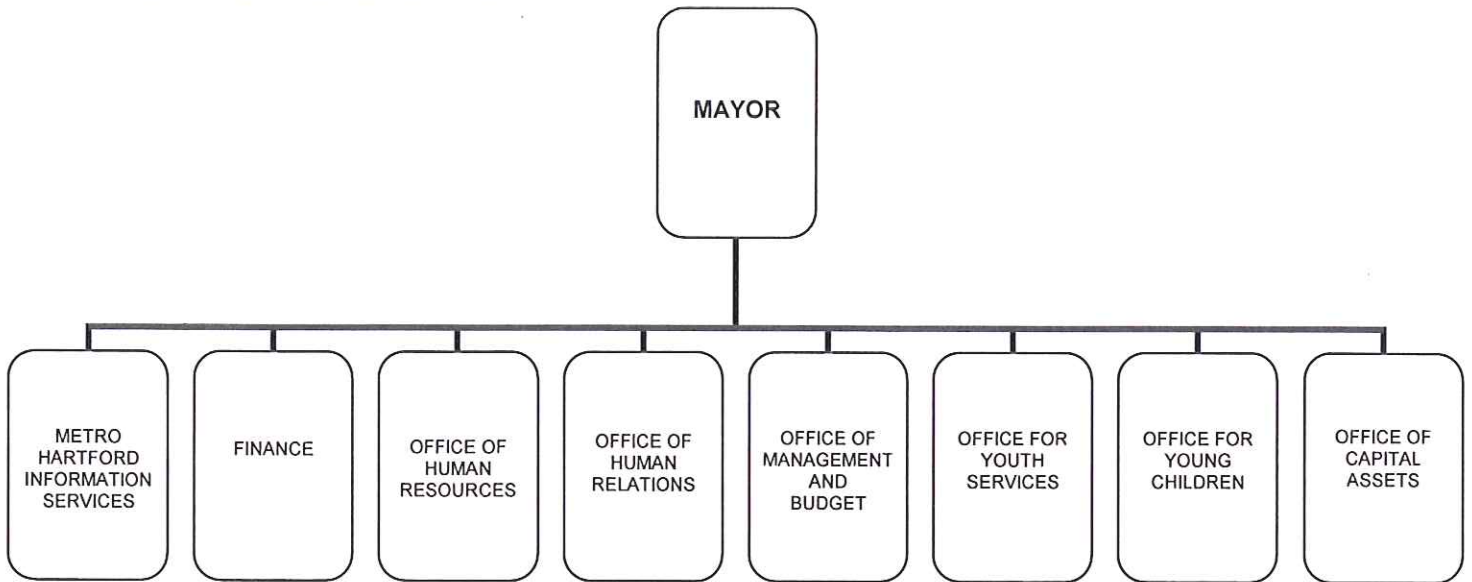 MAYOR
METRO
HARTFORD
INFORMATION
SERVICES
FINANCE
OFFICE OF
HUMAN
RESOURCES
OFFICE OF
HUMAN
RELATIONS
OFFICE OF
MANAGEMENT
AND
BUDGET
OFFICE FOR
YOUTH
SERVICES
OFFICE FOR
YOUNG
CHILDREN
OFFICE OF
CAPITAL
ASSETS